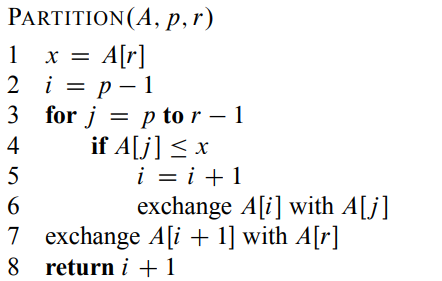 PARTITION(A, p, r)
1 x = A[r]
2 i = p − 1
3 for j = p to r − 1
4 if A[j] ≤ x
5 i = i + 1
6 exchange A[i] with A[j]
7 exchange A[i + 1] with A[r]
8 return i + 1